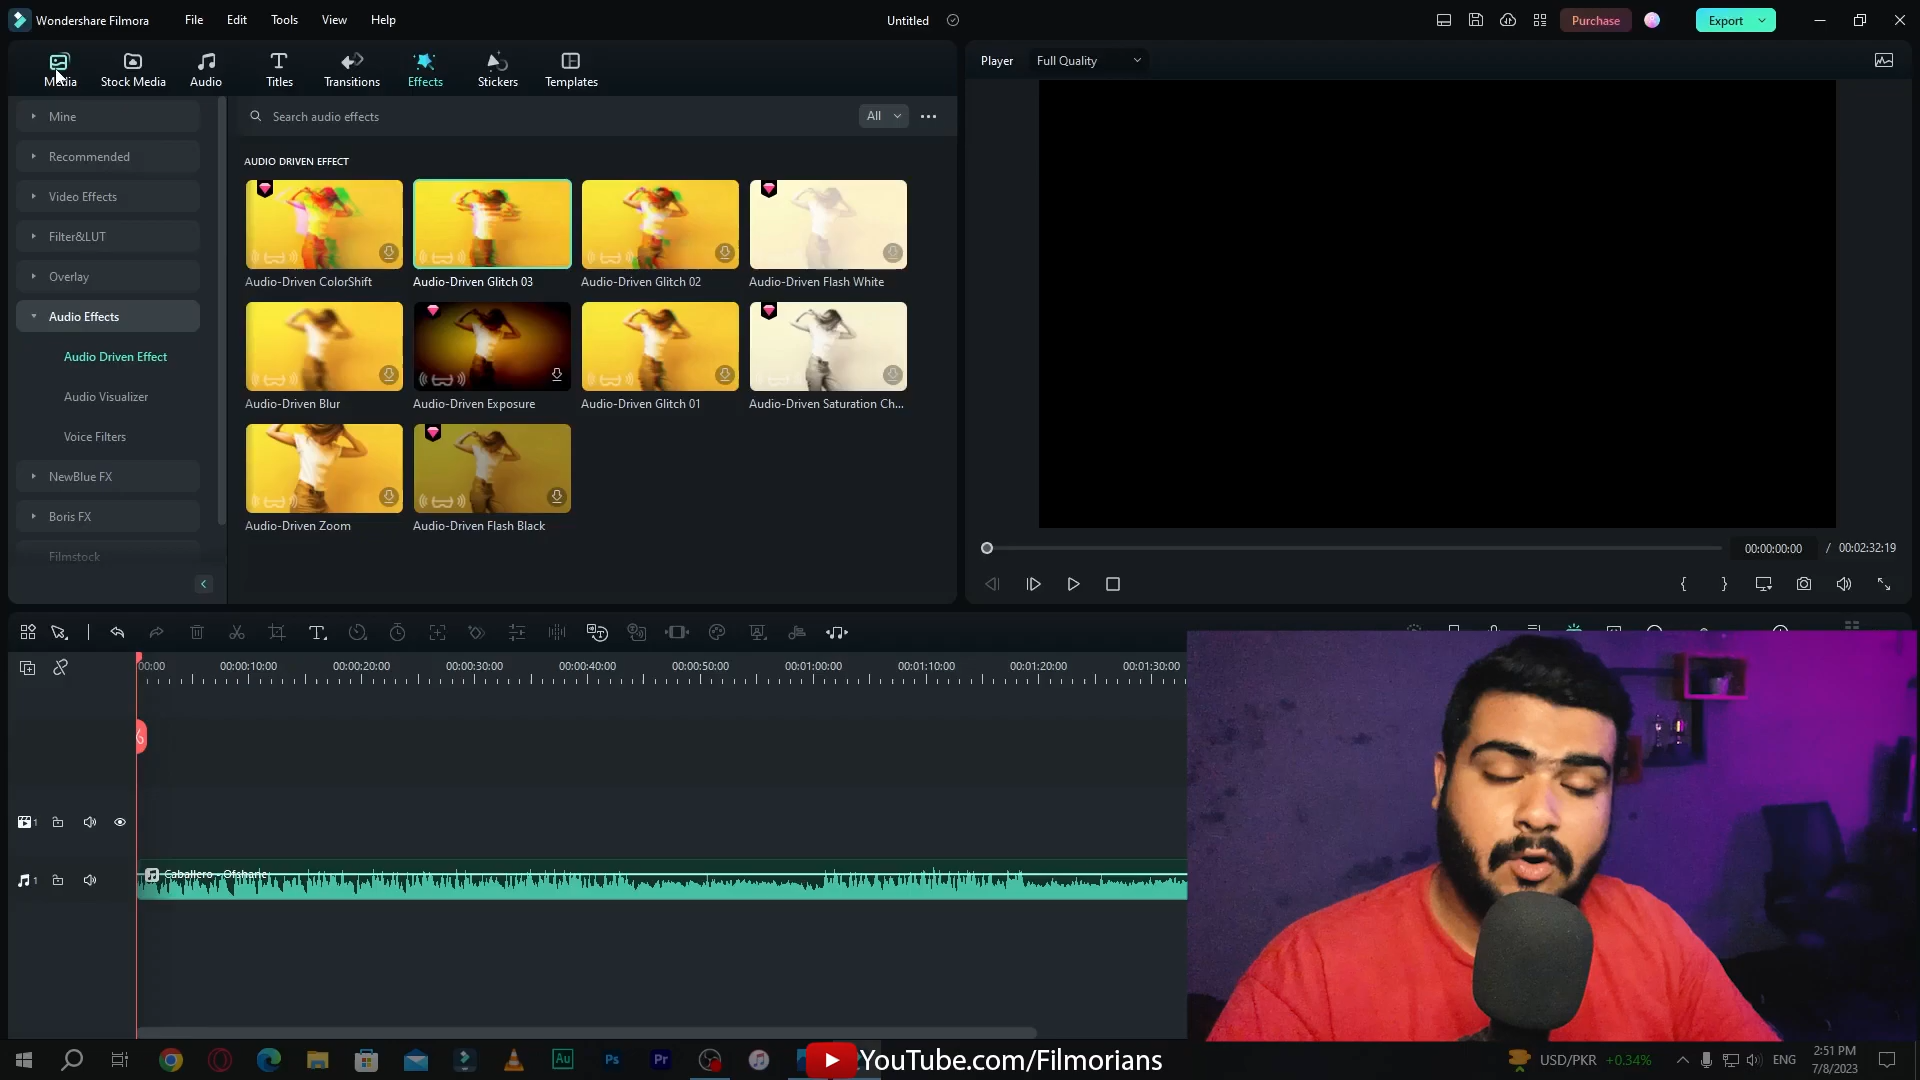 Wondershare Filmora
File
Edit
Tools
View
Help
Untitled
Purchase
Export
Media
Stock Media
Audio
Titles
Transitions
Effects
Stickers
Templates
Player
Full Quality
Mine
Recommended
Video Effects
Filter&LUT
Overlay
Audio Effects
Audio Driven Effect
Audio Visualizer
Voice Filters
NewBlue FX
Boris FX
Filmstock
Search audio effects
All
AUDIO DRIVEN EFFECT
Audio-Driven ColorShift
Audio-Driven Glitch 03
Audio-Driven Glitch 02
Audio-Driven Flash White
Audio-Driven Blur
Audio-Driven Exposure
Audio-Driven Glitch 01
Audio-Driven Saturation Ch...
Audio-Driven Zoom
Audio-Driven Flash Black
00:00:00:00
/ 00:02:32:19
00:00
00:00:10:00
00:00:20:00
00:00:30:00
00:00:40:00
00:00:50:00
00:01:00:00
00:01:10:00
00:01:20:00
00:01:30:00
1
1
Caballero - Ofshane
Au
Ps
Pr
YouTube.com/Filmorians
USD/PKR +0.34%
ENG
2:51 PM
7/8/2023